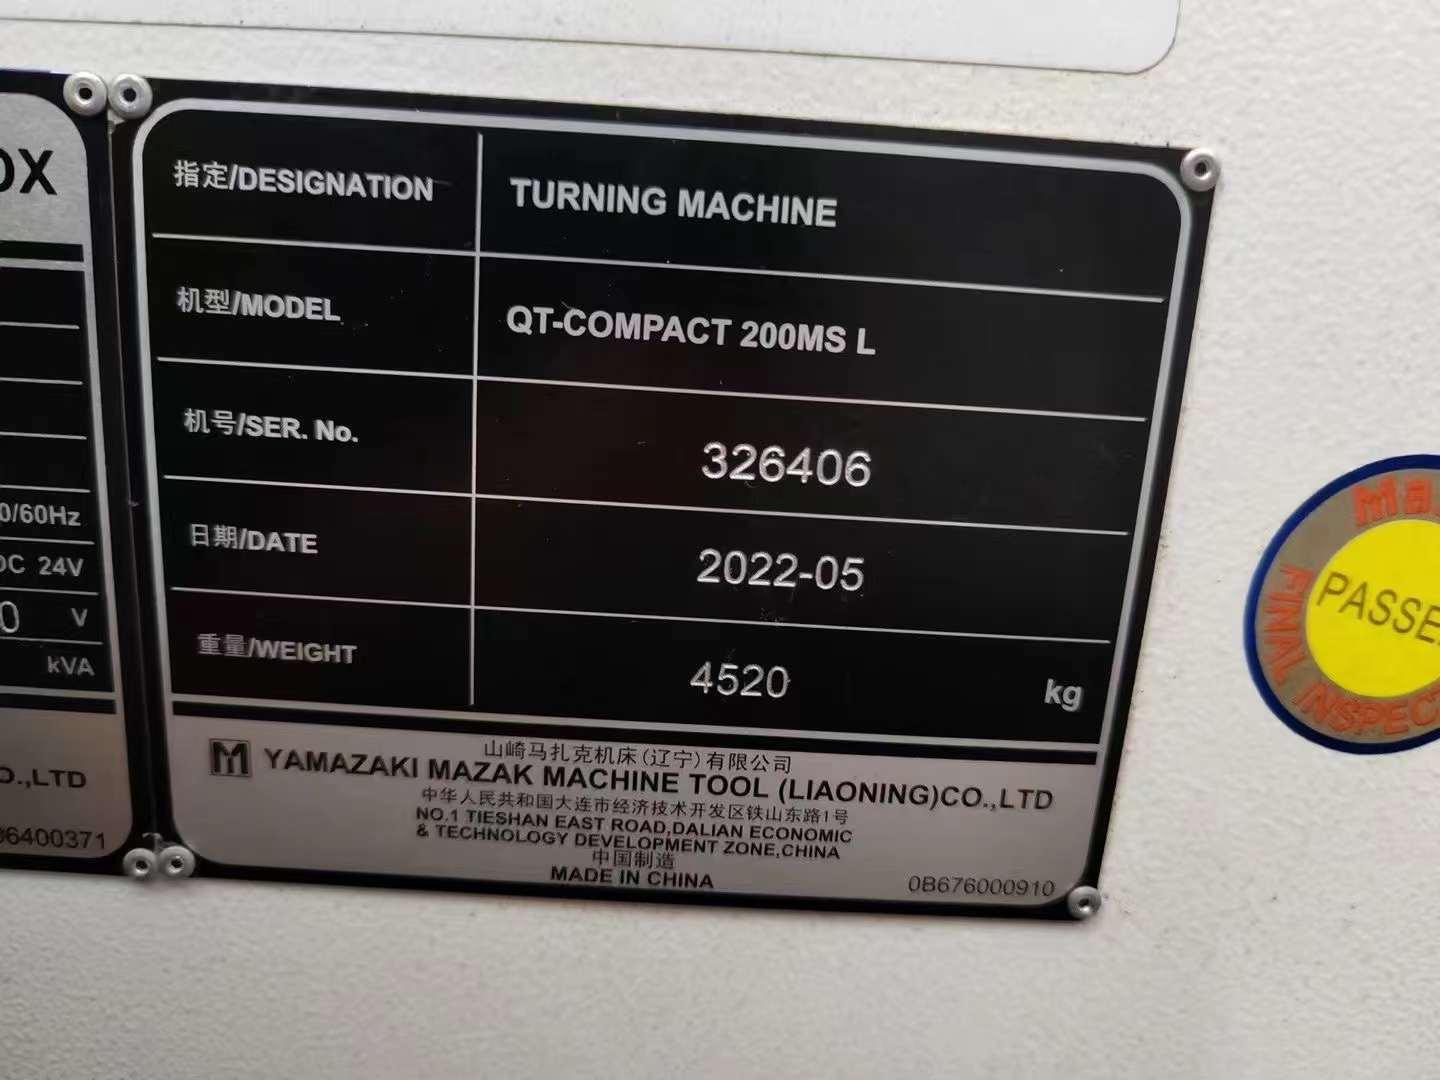 OX
0/60Hz
DC 24V
0 V
kVA
O.,LTD
06400371
指定/DESIGNATION
TURNING MACHINE
机型/MODEL
QT-COMPACT 200MS L
机号/SER. No.
326406
日期/DATE
2022-05
重量/WEIGHT
4520 kg
山崎马扎克机床(辽宁)有限公司
YAMAZAKI MAZAK MACHINE TOOL (LIAONING)CO.,LTD
中华人民共和国大连市经济技术开发区铁山东路1号
NO.1 TIESHAN EAST ROAD,DALIAN ECONOMIC
& TECHNOLOGY DEVELOPMENT ZONE,CHINA
中国制造
MADE IN CHINA
0B676000910
Ma
PASSE
FINAL INSPEC